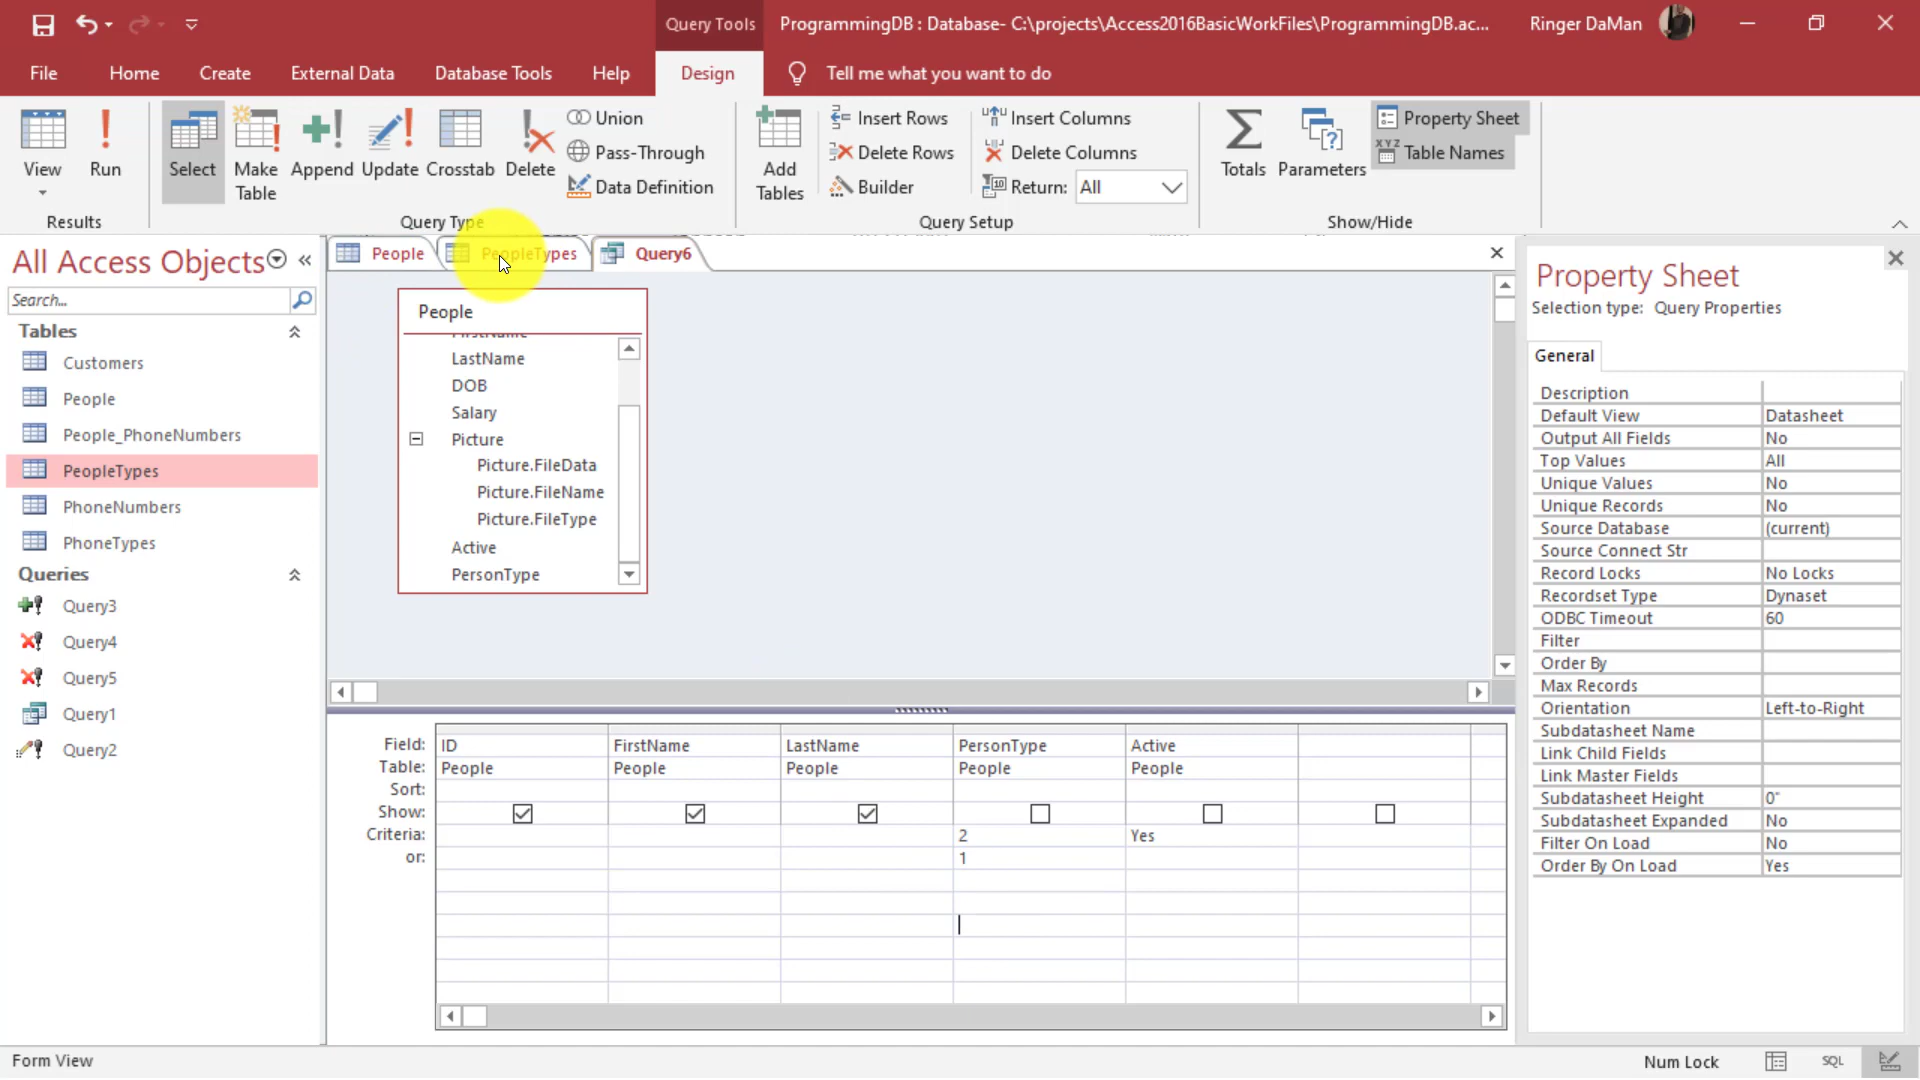 Query Tools
ProgrammingDB : Database- C:\projects\Access2016BasicWorkFiles\ProgrammingDB.ac...
Ringer DaMan
File
Home
Create
External Data
Database Tools
Help
Design
Tell me what you want to do
View
Run
Select
Make
Table
Append
Update
Crosstab
Delete
Union
Pass-Through
Data Definition
Add
Tables
Insert Rows
Delete Rows
Builder
Insert Columns
Delete Columns
Return: All
Totals
Parameters
Property Sheet
Table Names
Results
Query Type
Query Setup
Show/Hide
All Access Objects
Search...
Tables
Customers
People
People_PhoneNumbers
PeopleTypes
PhoneNumbers
PhoneTypes
Queries
Query3
Query4
Query5
Query1
Query2
People
PeopleTypes
Query6
People
FirstName
LastName
DOB
Salary
Picture
Picture.FileData
Picture.FileName
Picture.FileType
Active
PersonType
Field: ID FirstName LastName PersonType Active
Table: People People People People People
Sort:
Show:
Criteria: 2 Yes
or: 1
Property Sheet
Selection type: Query Properties
General
Description
Default View Datasheet
Output All Fields No
Top Values All
Unique Values No
Unique Records No
Source Database (current)
Source Connect Str
Record Locks No Locks
Recordset Type Dynaset
ODBC Timeout 60
Filter
Order By
Max Records
Orientation Left-to-Right
Subdatasheet Name
Link Child Fields
Link Master Fields
Subdatasheet Height 0"
Subdatasheet Expanded No
Filter On Load No
Order By On Load Yes
Form View
Num Lock
SQL